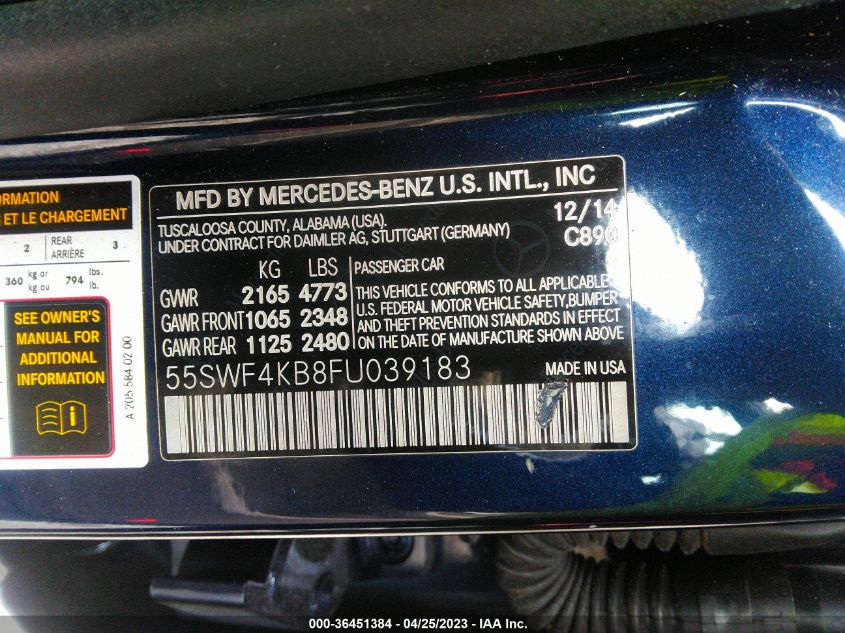 ORMATION
ET LE CHARGEMENT
2 REAR ARRIÈRE 3
360 kg or kg ou 794 lbs. lb.
SEE OWNER'S
MANUAL FOR
ADDITIONAL
INFORMATION
A 205 584 02 00
MFD BY MERCEDES-BENZ U.S. INTL., INC
TUSCALOOSA COUNTY, ALABAMA (USA). 12/14
UNDER CONTRACT FOR DAIMLER AG, STUTTGART (GERMANY) C890
KG LBS
GVWR 2165 4773
GAWR FRONT 1065 2348
GAWR REAR 1125 2480
PASSENGER CAR
THIS VEHICLE CONFORMS TO ALL APPLICABLE
U.S. FEDERAL MOTOR VEHICLE SAFETY, BUMPER
AND THEFT PREVENTION STANDARDS IN EFFECT
ON THE DATE OF MANUFACTURE SHOWN ABOVE
55SWF4KB8FU039183
MADE IN USA
000-36451384 - 04/25/2023 - IAA Inc.